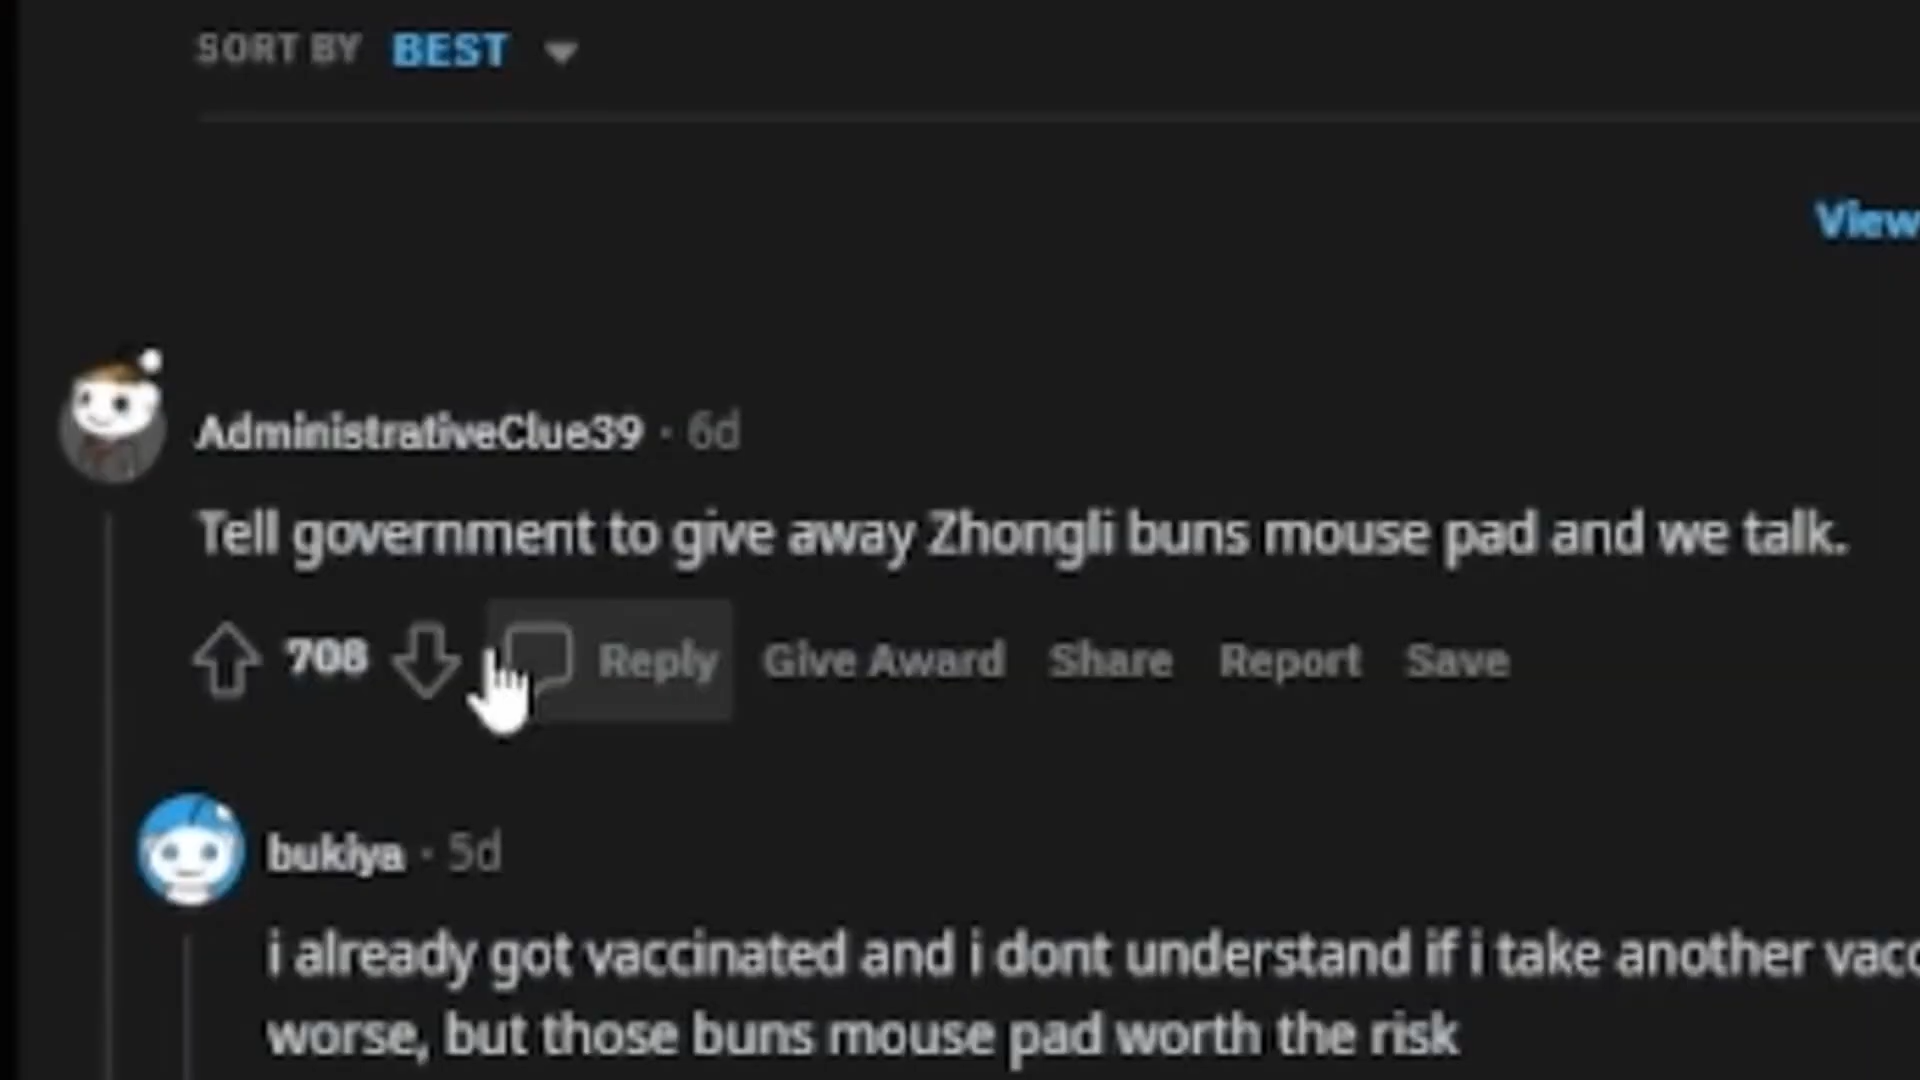 SORT BY BEST
View
AdministrativeClue39 · 6d
Tell government to give away Zhongli buns mouse pad and we talk.
708 Reply Give Award Share Report Save
bukiya · 5d
i already got vaccinated and i dont understand if i take another
worse, but those buns mouse pad worth the risk